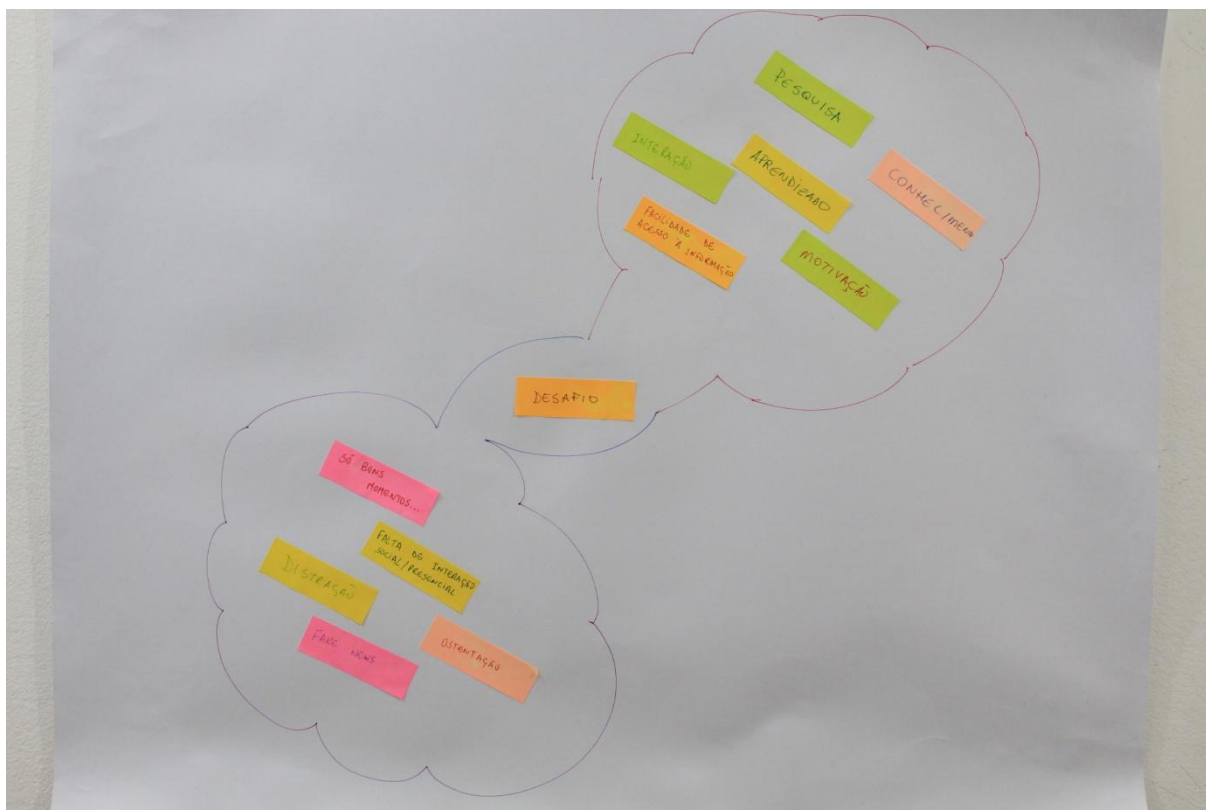 PESQUISA
INTERAÇÃO
APRENDIZADO
CONHECIMENO
FACILIDADE DE
ACESSO À INFORMAÇÃO
MOTIVAÇÃO
DESAFIO
SÓ BONS
MOMENTOS...
FALTA DE INTERAÇÃO
SOCIAL/PRESENCIAL
DISTRAÇÃO
FAKE NEWS
OSTENTAÇÃO